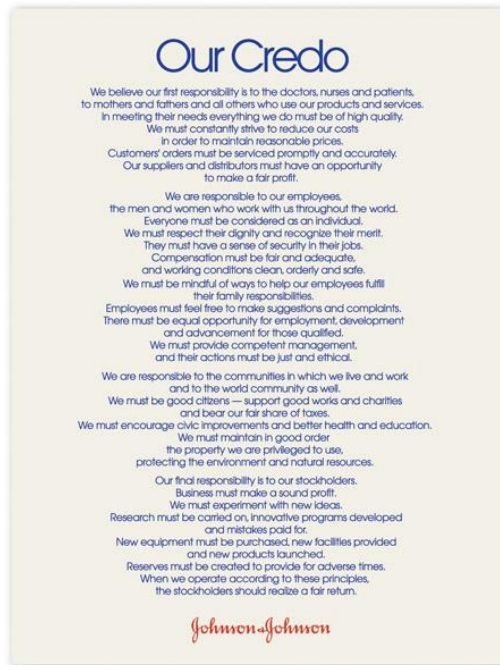 Our Credo
We believe our first responsibility is to the doctors, nurses and patients,
to mothers and fathers and all others who use our products and services.
In meeting their needs everything we do must be of high quality.
We must constantly strive to reduce our costs
in order to maintain reasonable prices.
Customers' orders must be serviced promptly and accurately.
Our suppliers and distributors must have an opportunity
to make a fair profit.
We are responsible to our employees,
the men and women who work with us throughout the world.
Everyone must be considered as an individual.
We must respect their dignity and recognize their merit.
They must have a sense of security in their jobs.
Compensation must be fair and adequate,
and working conditions clean, orderly and safe.
We must be mindful of ways to help our employees fulfill
their family responsibilities.
Employees must feel free to make suggestions and complaints.
There must be equal opportunity for employment, development
and advancement for those qualified.
We must provide competent management,
and their actions must be just and ethical.
We are responsible to the communities in which we live and work
and to the world community as well.
We must be good citizens — support good works and charities
and bear our fair share of taxes.
We must encourage civic improvements and better health and education.
We must maintain in good order
the property we are privileged to use,
protecting the environment and natural resources.
Our final responsibility is to our stockholders.
Business must make a sound profit.
We must experiment with new ideas.
Research must be carried on, innovative programs developed
and mistakes paid for.
New equipment must be purchased, new facilities provided
and new products launched.
Reserves must be created to provide for adverse times.
When we operate according to these principles,
the stockholders should realize a fair return.
Johnson & Johnson